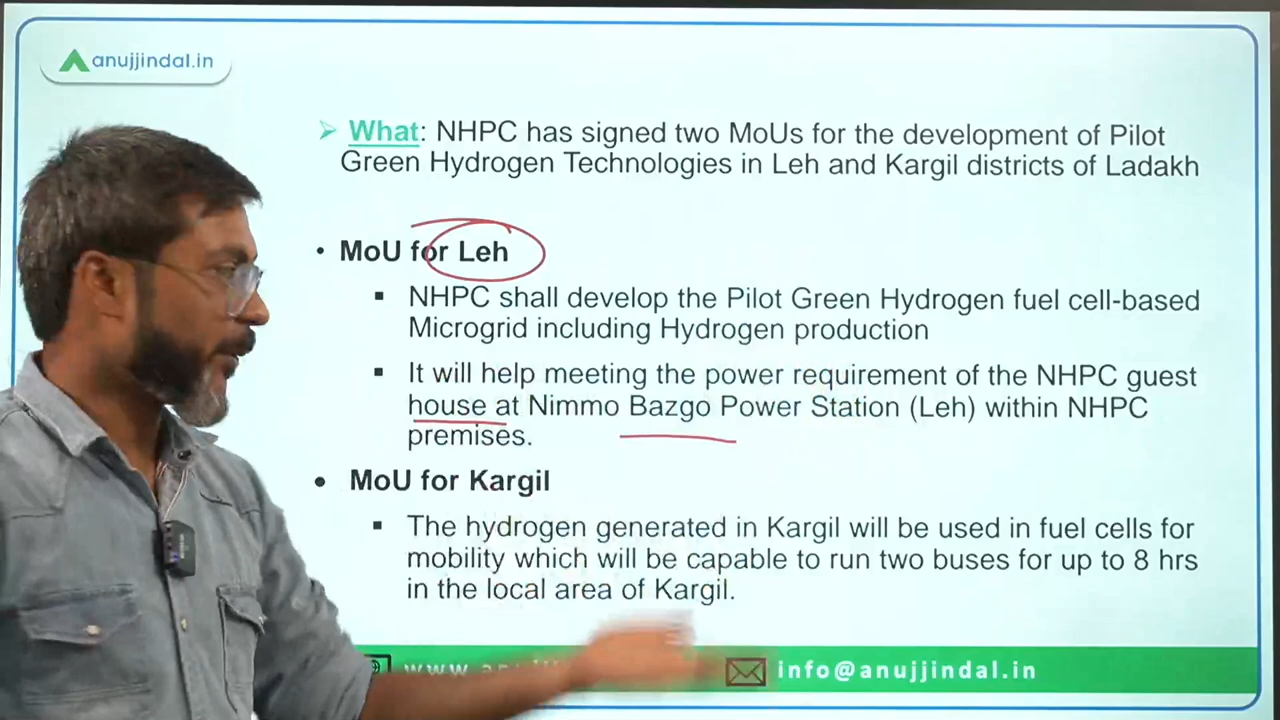 anujjindal.in
➢ What: NHPC has signed two MoUs for the development of Pilot
Green Hydrogen Technologies in Leh and Kargil districts of Ladakh
• MoU for Leh
▪ NHPC shall develop the Pilot Green Hydrogen fuel cell-based
Microgrid including Hydrogen production
▪ It will help meeting the power requirement of the NHPC guest
house at Nimmo Bazgo Power Station (Leh) within NHPC
premises.
• MoU for Kargil
▪ The hydrogen generated in Kargil will be used in fuel cells for
mobility which will be capable to run two buses for up to 8 hrs
in the local area of Kargil.
info@anujjindal.in